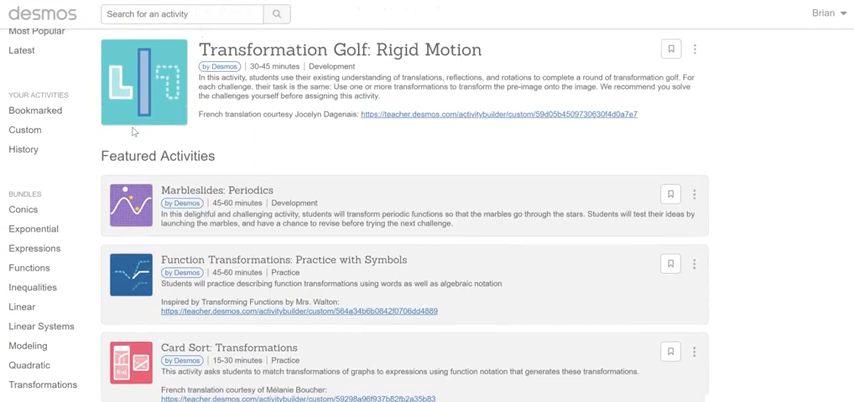 desmos
Search for an activity
Brian
Most Popular
Latest
YOUR ACTIVITIES
Bookmarked
Custom
History
BUNDLES
Conics
Exponential
Expressions
Functions
Inequalities
Linear
Linear Systems
Modeling
Quadratic
Transformations
Transformation Golf: Rigid Motion
by Desmos | 30-45 minutes | Development
In this activity, students use their existing understanding of translations, reflections, and rotations to complete a round of transformation golf. For
each challenge, their task is the same: Use one or more transformations to transform the pre-image onto the image. We recommend you solve
the challenges yourself before assigning this activity.
French translation courtesy Jocelyn Dagenais: https://teacher.desmos.com/activitybuilder/custom/59d05b4509730630f4d0a7e7
Featured Activities
Marbleslides: Periodics
by Desmos | 45-60 minutes | Development
In this delightful and challenging activity, students will transform periodic functions so that the marbles go through the stars. Students will test their ideas by
launching the marbles, and have a chance to revise before trying the next challenge.
Function Transformations: Practice with Symbols
by Desmos | 45-60 minutes | Practice
Students will practice describing function transformations using words as well as algebraic notation
Inspired by Transforming Functions by Mrs. Walton:
https://teacher.desmos.com/activitybuilder/custom/564a34b6b0842f0706dd4889
Card Sort: Transformations
by Desmos | 15-30 minutes | Practice
This activity asks students to match transformations of graphs to expressions using function notation that generates these transformations.
French translation courtesy of Mélanie Boucher:
https://teacher.desmos.com/activitybuilder/custom/59298a96f937b82fb2a35b83